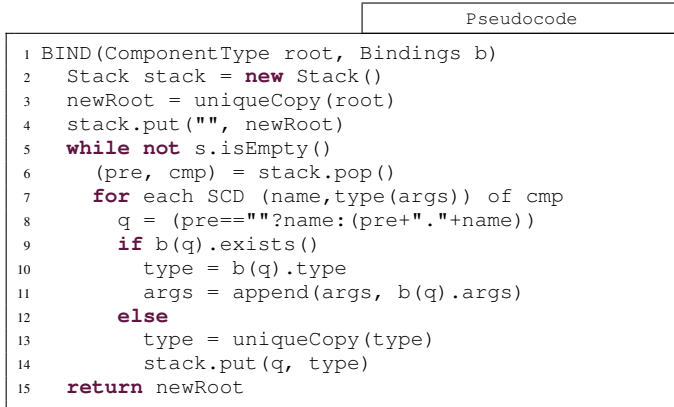 Pseudocode
1 BIND(ComponentType root, Bindings b)
2   Stack stack = new Stack()
3   newRoot = uniqueCopy(root)
4   stack.put("", newRoot)
5   while not s.isEmpty()
6     (pre, cmp) = stack.pop()
7     for each SCD (name,type(args)) of cmp
8       q = (pre==""?name:(pre+"."+name))
9       if b(q).exists()
10         type = b(q).type
11         args = append(args, b(q).args)
12       else
13         type = uniqueCopy(type)
14         stack.put(q, type)
15   return newRoot